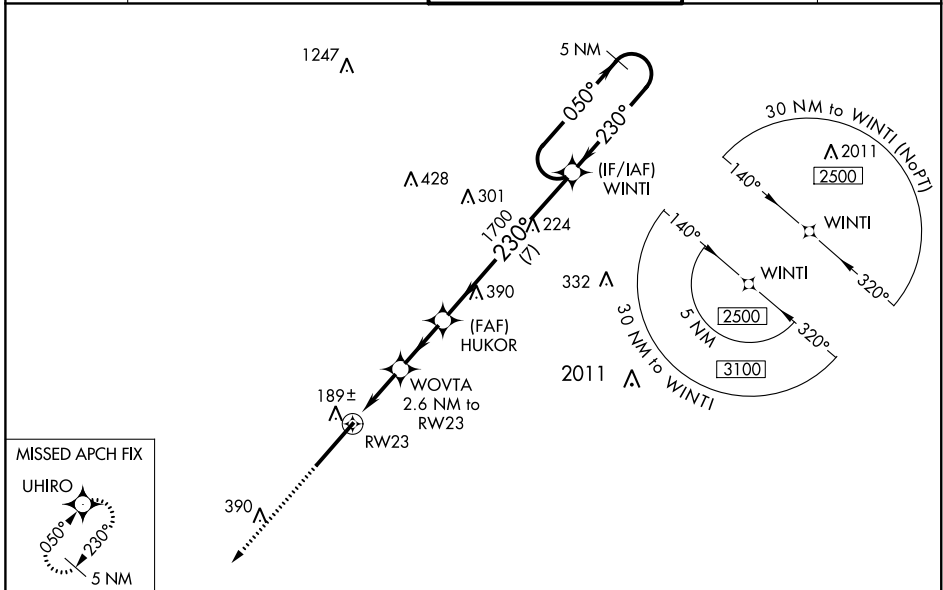 1247
5 NM
050°
230°
(IF/IAF)
WINTI
428
301
224
1700
230°
(7)
332
390
(FAF)
HUKOR
2011
WOVTA
2.6 NM to
RW23
189±
RW23
390
30 NM to WINTI (NoPT)
2011
2500
140°
WINTI
320°
140°
WINTI
2500
5 NM
320°
3100
30 NM to WINTI
MISSED APCH FIX
UHIRO
050°
230°
5 NM